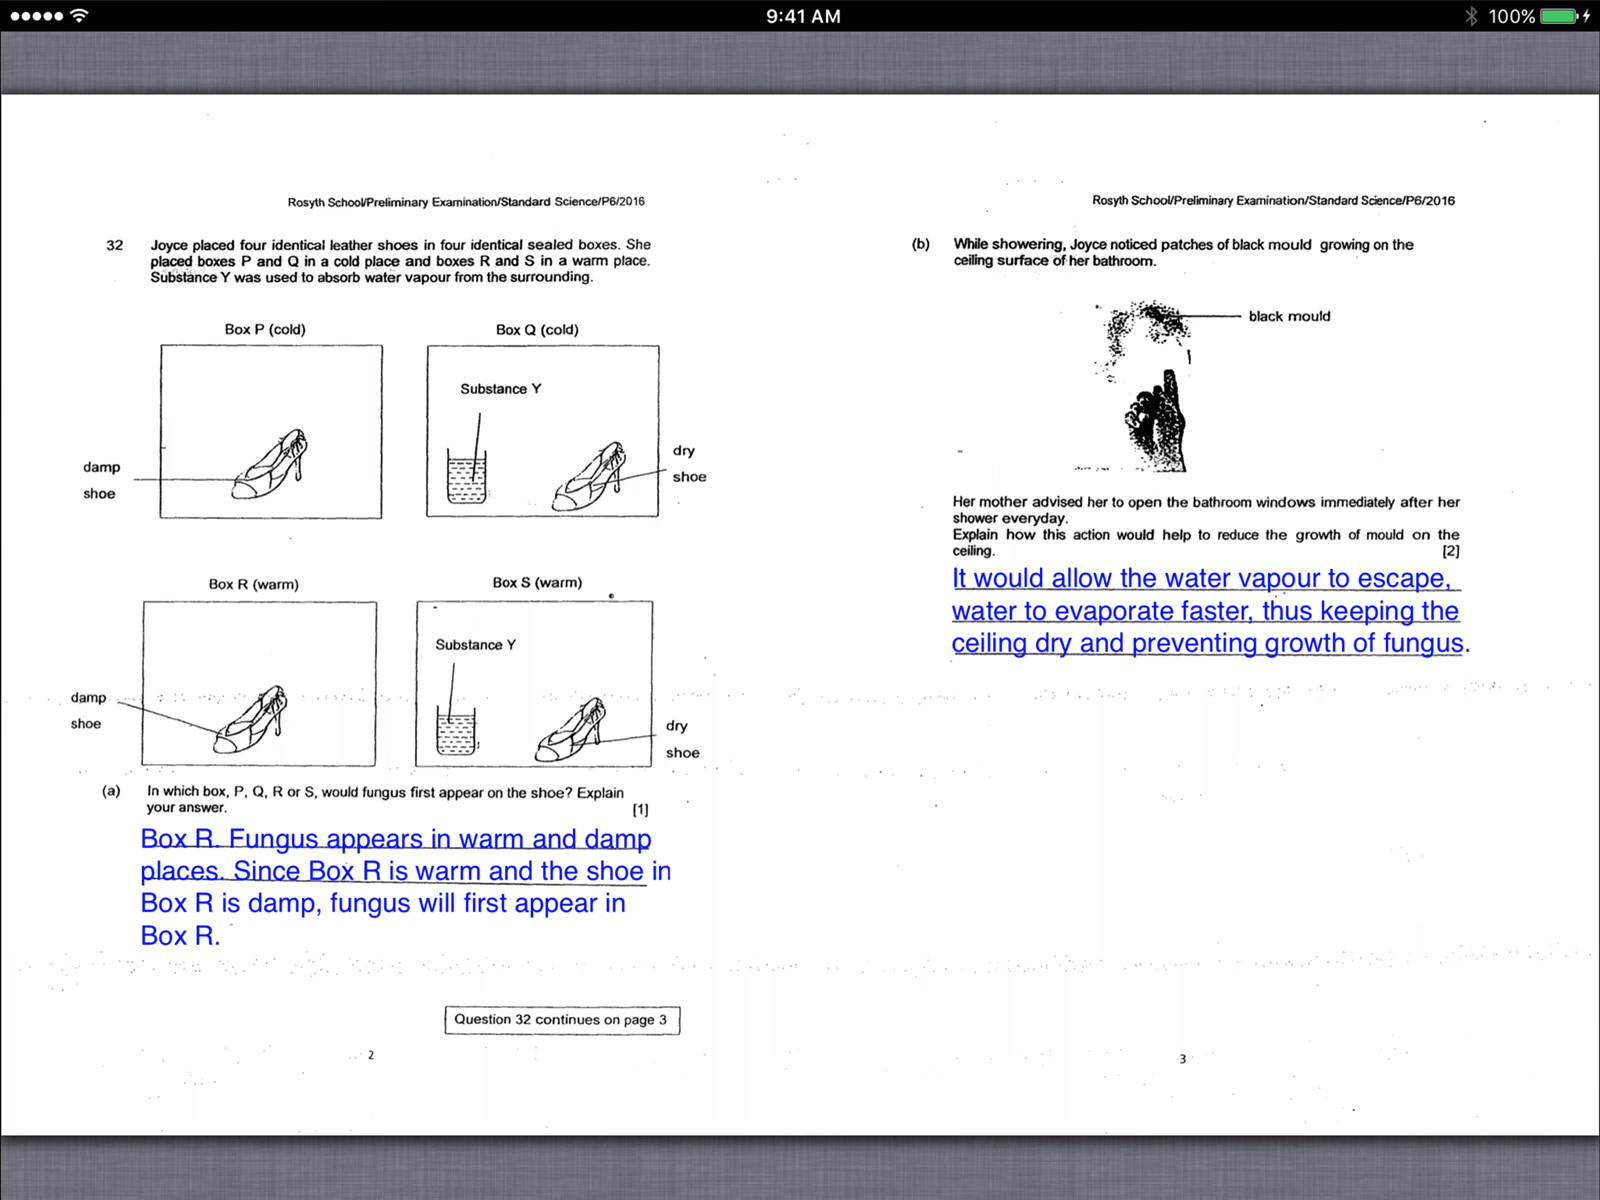 9:41 AM
100%
Rosyth School/Preliminary Examination/Standard Science/P6/2016
32 Joyce placed four identical leather shoes in four identical sealed boxes. She
placed boxes P and Q in a cold place and boxes R and S in a warm place.
Substance Y was used to absorb water vapour from the surrounding.
Box P (cold)
Box Q (cold)
Substance Y
damp
shoe
dry
shoe
Box R (warm)
Box S (warm)
Substance Y
damp
shoe
dry
shoe
(a) In which box, P, Q, R or S, would fungus first appear on the shoe? Explain
your answer. [1]
Box R. Fungus appears in warm and damp
places. Since Box R is warm and the shoe in
Box R is damp, fungus will first appear in
Box R.
Question 32 continues on page 3
2
Rosyth School/Preliminary Examination/Standard Science/P6/2016
(b) While showering, Joyce noticed patches of black mould growing on the
ceiling surface of her bathroom.
black mould
Her mother advised her to open the bathroom windows immediately after her
shower everyday.
Explain how this action would help to reduce the growth of mould on the
ceiling. [2]
It would allow the water vapour to escape,
water to evaporate faster, thus keeping the
ceiling dry and preventing growth of fungus.
3